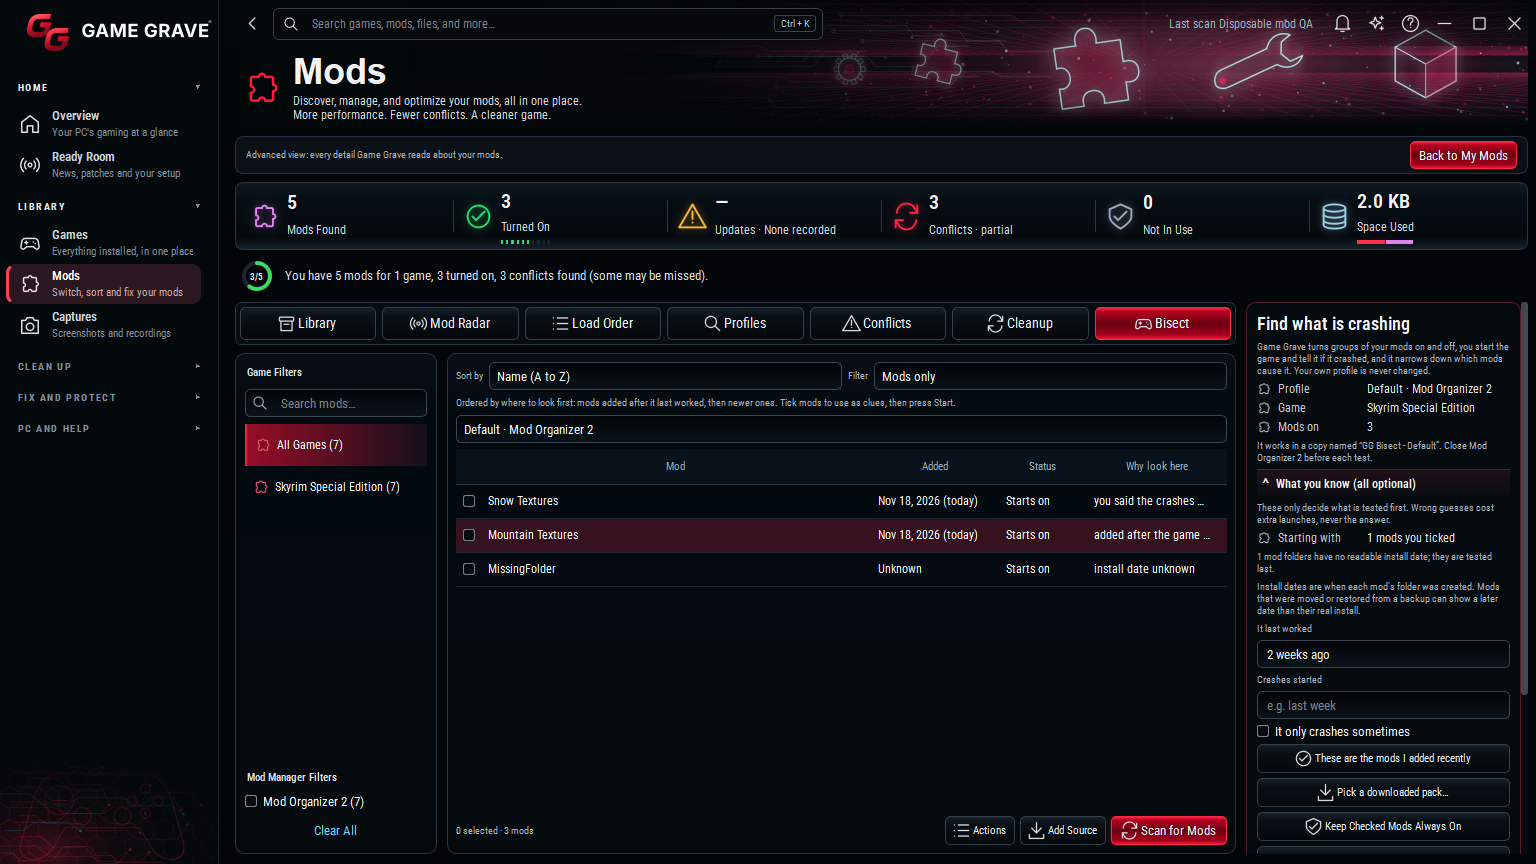 GAME GRAVE
Search games, mods, files, and more...
Ctrl + K
Last scan Disposable mod QA
HOME
Overview
Your PC's gaming at a glance
Ready Room
News, patches and your setup
LIBRARY
Games
Everything installed, in one place
Mods
Switch, sort and fix your mods
Captures
Screenshots and recordings
CLEAN UP
FIX AND PROTECT
PC AND HELP
Mods
Discover, manage, and optimize your mods, all in one place.
More performance. Fewer conflicts. A cleaner game.
Advanced view: every detail Game Grave reads about your mods.
Back to My Mods
5
Mods Found
3
Turned On
–
Updates · None recorded
3
Conflicts · partial
0
Not In Use
2.0 KB
Space Used
3/5
You have 5 mods for 1 game, 3 turned on, 3 conflicts found (some may be missed).
Library
Mod Radar
Load Order
Profiles
Conflicts
Cleanup
Bisect
Game Filters
Search mods...
All Games (7)
Skyrim Special Edition (7)
Mod Manager Filters
Mod Organizer 2 (7)
Clear All
Sort by
Name (A to Z)
Filter
Mods only
Ordered by where to look first: mods added after it last worked, then newer ones. Tick mods to use as clues, then press Start.
Default · Mod Organizer 2
Mod Added Status Why look here
Snow Textures Nov 18, 2026 (today) Starts on you said the crashes ...
Mountain Textures Nov 18, 2026 (today) Starts on added after the game ...
MissingFolder Unknown Starts on install date unknown
0 selected · 3 mods
Actions
Add Source
Scan for Mods
Find what is crashing
Game Grave turns groups of your mods on and off, you start the
game and tell it if it crashed, and it narrows down which mods
cause it. Your own profile is never changed.
Profile Default · Mod Organizer 2
Game Skyrim Special Edition
Mods on 3
It works in a copy named "GG Bisect - Default". Close Mod
Organizer 2 before each test.
^ What you know (all optional)
These only decide what is tested first. Wrong guesses cost
extra launches, never the answer.
Starting with 1 mods you ticked
1 mod folders have no readable install date; they are tested
last.
Install dates are when each mod's folder was created. Mods
that were moved or restored from a backup can show a later
date than their real install.
It last worked
2 weeks ago
Crashes started
e.g. last week
It only crashes sometimes
These are the mods I added recently
Pick a downloaded pack...
Keep Checked Mods Always On